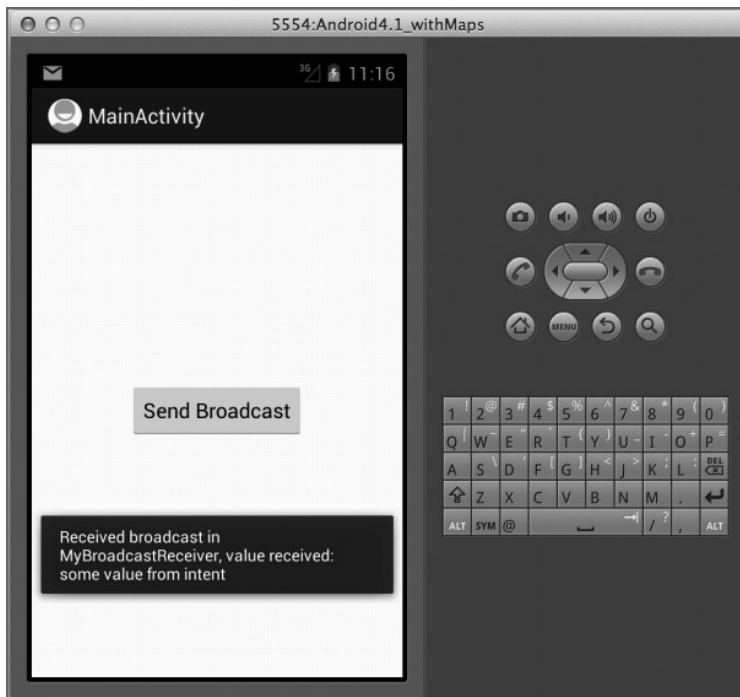 5554:Android4.1_withMaps
3G 11:16
MainActivity
Send Broadcast
Received broadcast in
MyBroadcastReceiver, value received:
some value from intent
MENU
1 ! 2 @ 3 # 4 $ 5 % 6 ^ 7 & 8 * 9 ( 0 )
Q | W ~ E " R ` T { Y } U _ I - O + P =
A S \ D ' F [ G ] H < J > K ; L : DEL
Z X C V B N M .
ALT SYM @ / ? , ALT